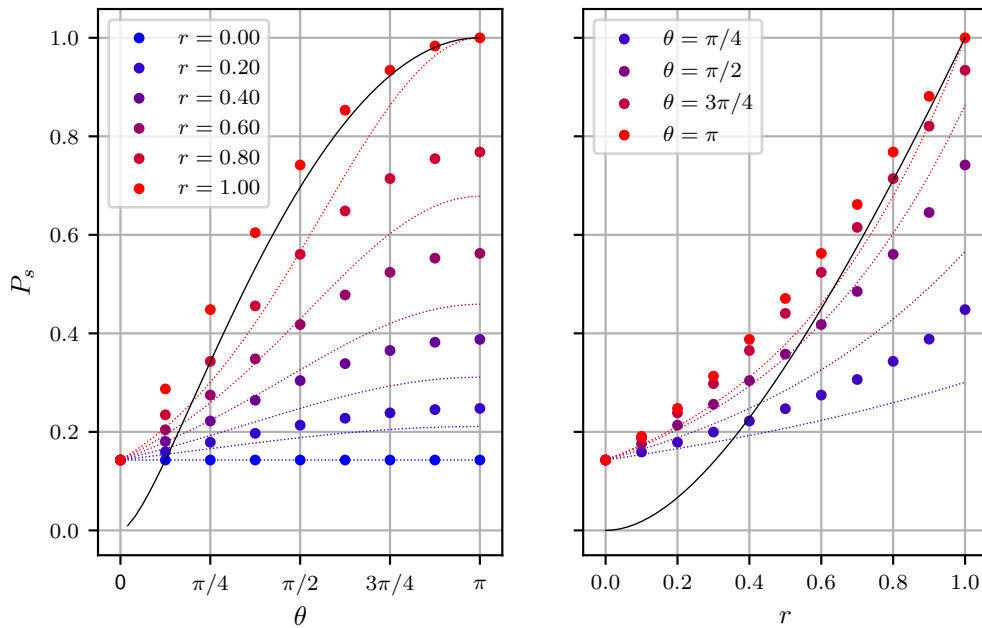 1.0
0.8
0.6
0.4
0.2
0.0
P_s
r = 0.00
r = 0.20
r = 0.40
r = 0.60
r = 0.80
r = 1.00
0 π/4 π/2 3π/4 π
θ
θ = π/4
θ = π/2
θ = 3π/4
θ = π
0.0 0.2 0.4 0.6 0.8 1.0
r